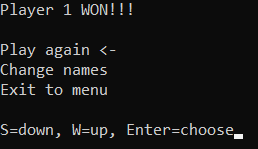 Player 1 WON!!!
Play again <-
Change names
Exit to menu
S=down, W=up, Enter=choose